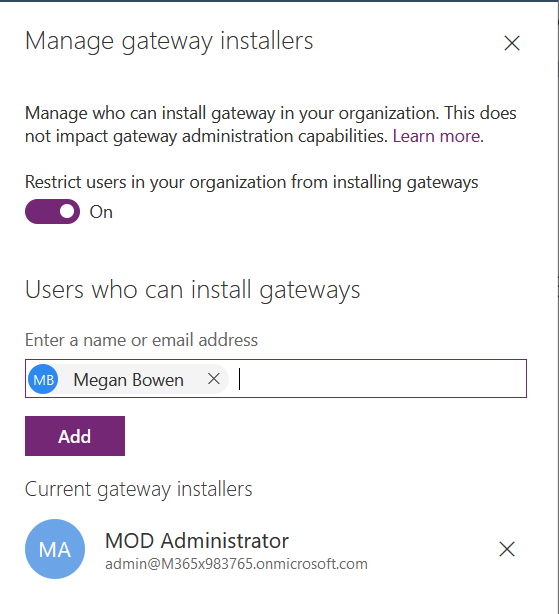 Manage gateway installers
Manage who can install gateway in your organization. This does
not impact gateway administration capabilities. Learn more.
Restrict users in your organization from installing gateways
On
Users who can install gateways
Enter a name or email address
MB Megan Bowen
Add
Current gateway installers
MA MOD Administrator
admin@M365x983765.onmicrosoft.com